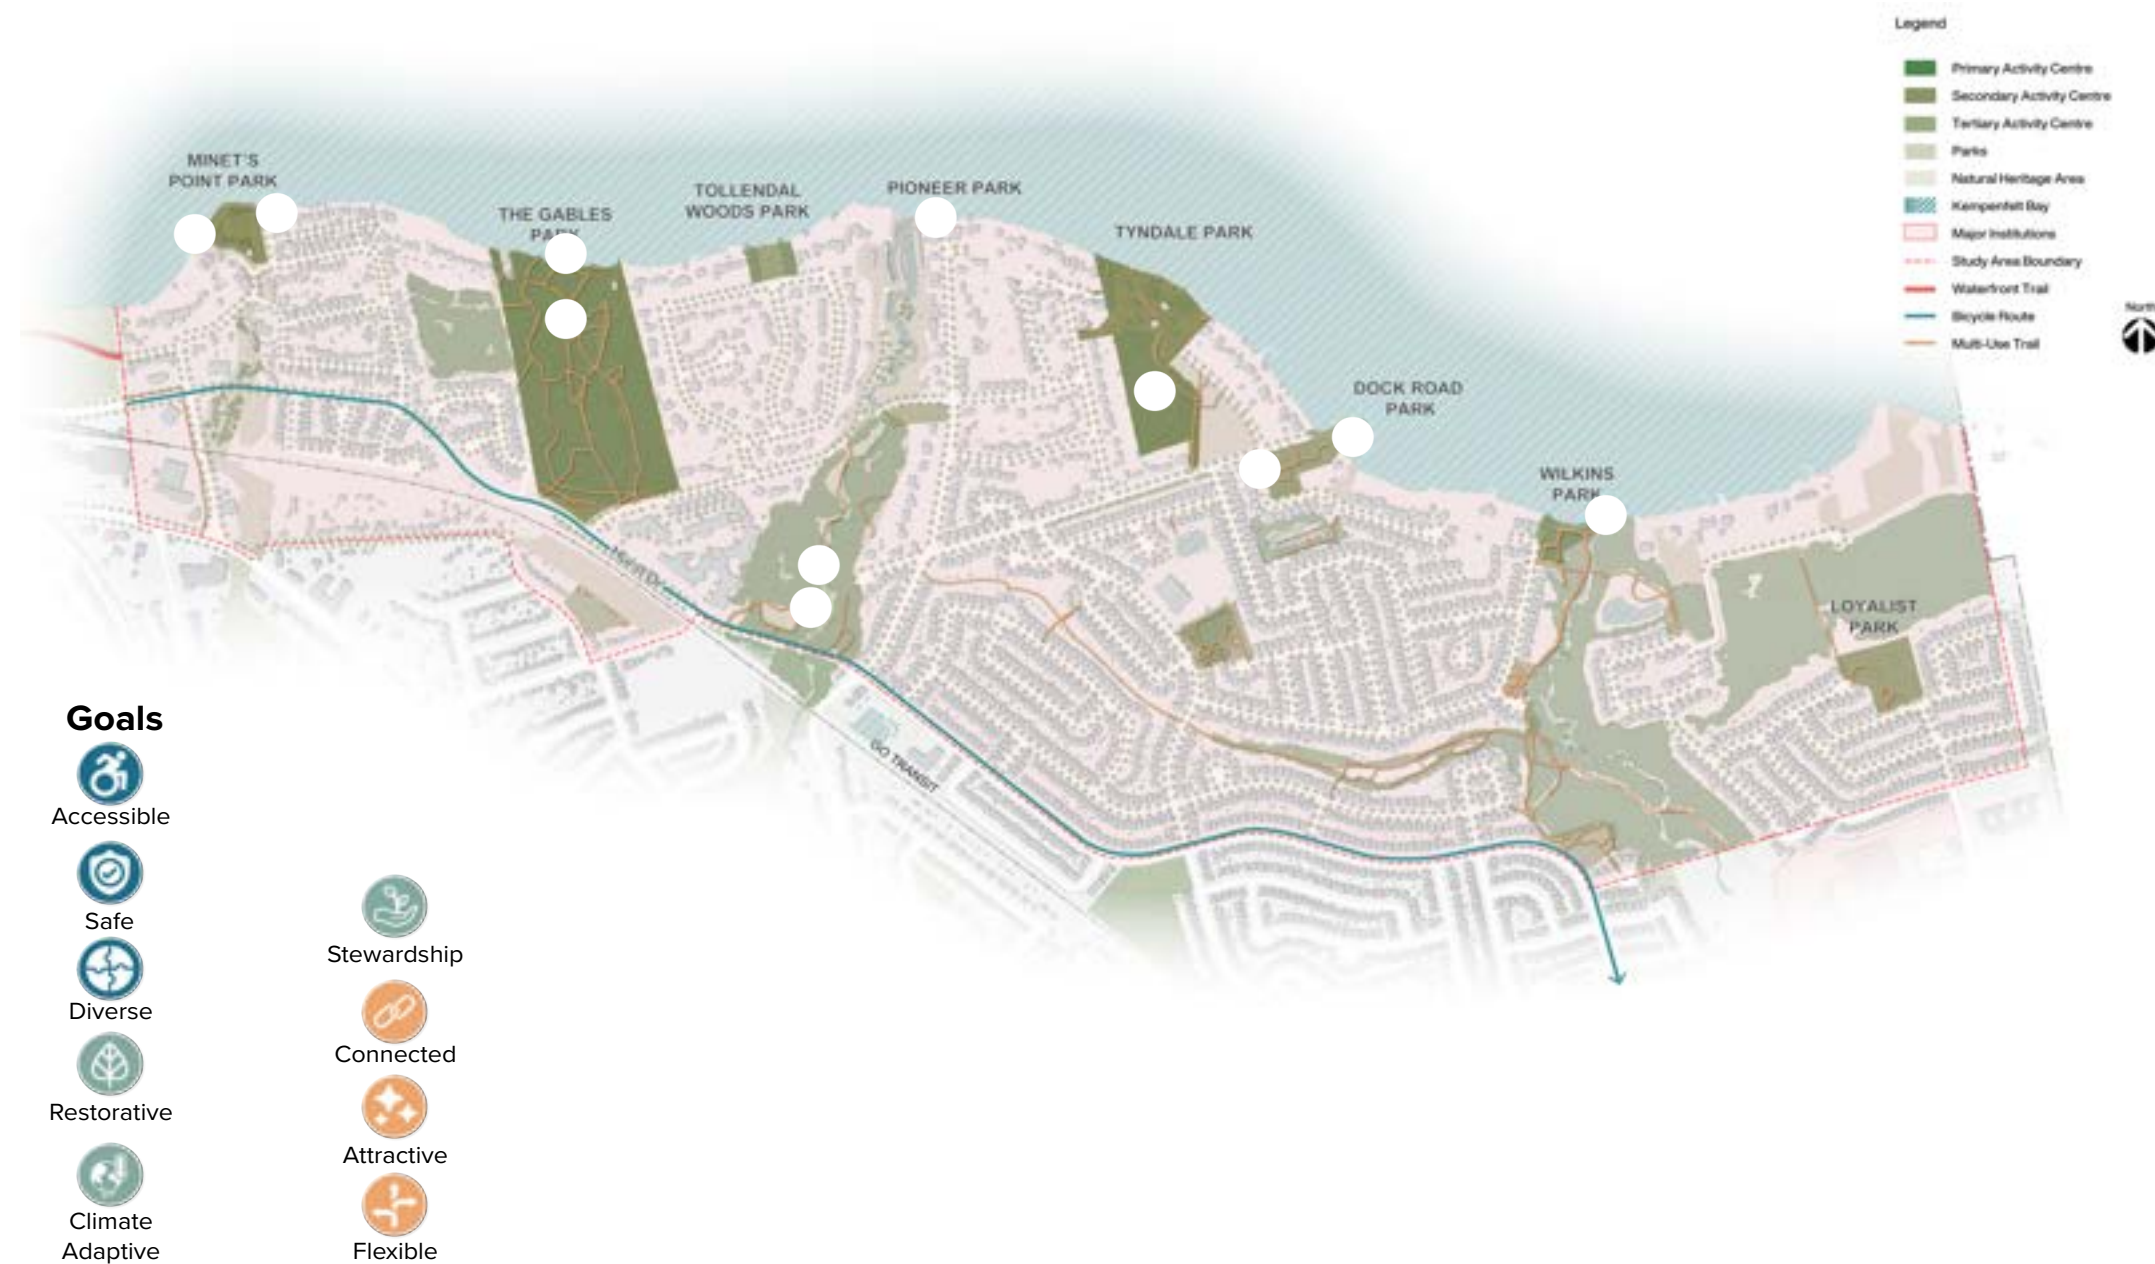 Legend
Primary Activity Centre
Secondary Activity Centre
Tertiary Activity Centre
Parks
Natural Heritage Area
Kempenfelt Bay
Major Institutions
Study Area Boundary
Waterfront Trail
Bicycle Route
Multi-Use Trail
North
MINET'S
POINT PARK
THE GABLES
PARK
TOLLENDAL
WOODS PARK
PIONEER PARK
TYNDALE PARK
DOCK ROAD
PARK
WILKINS
PARK
LOYALIST
PARK
GO TRANSIT
Goals
Accessible
Safe
Diverse
Restorative
Climate
Adaptive
Stewardship
Connected
Attractive
Flexible